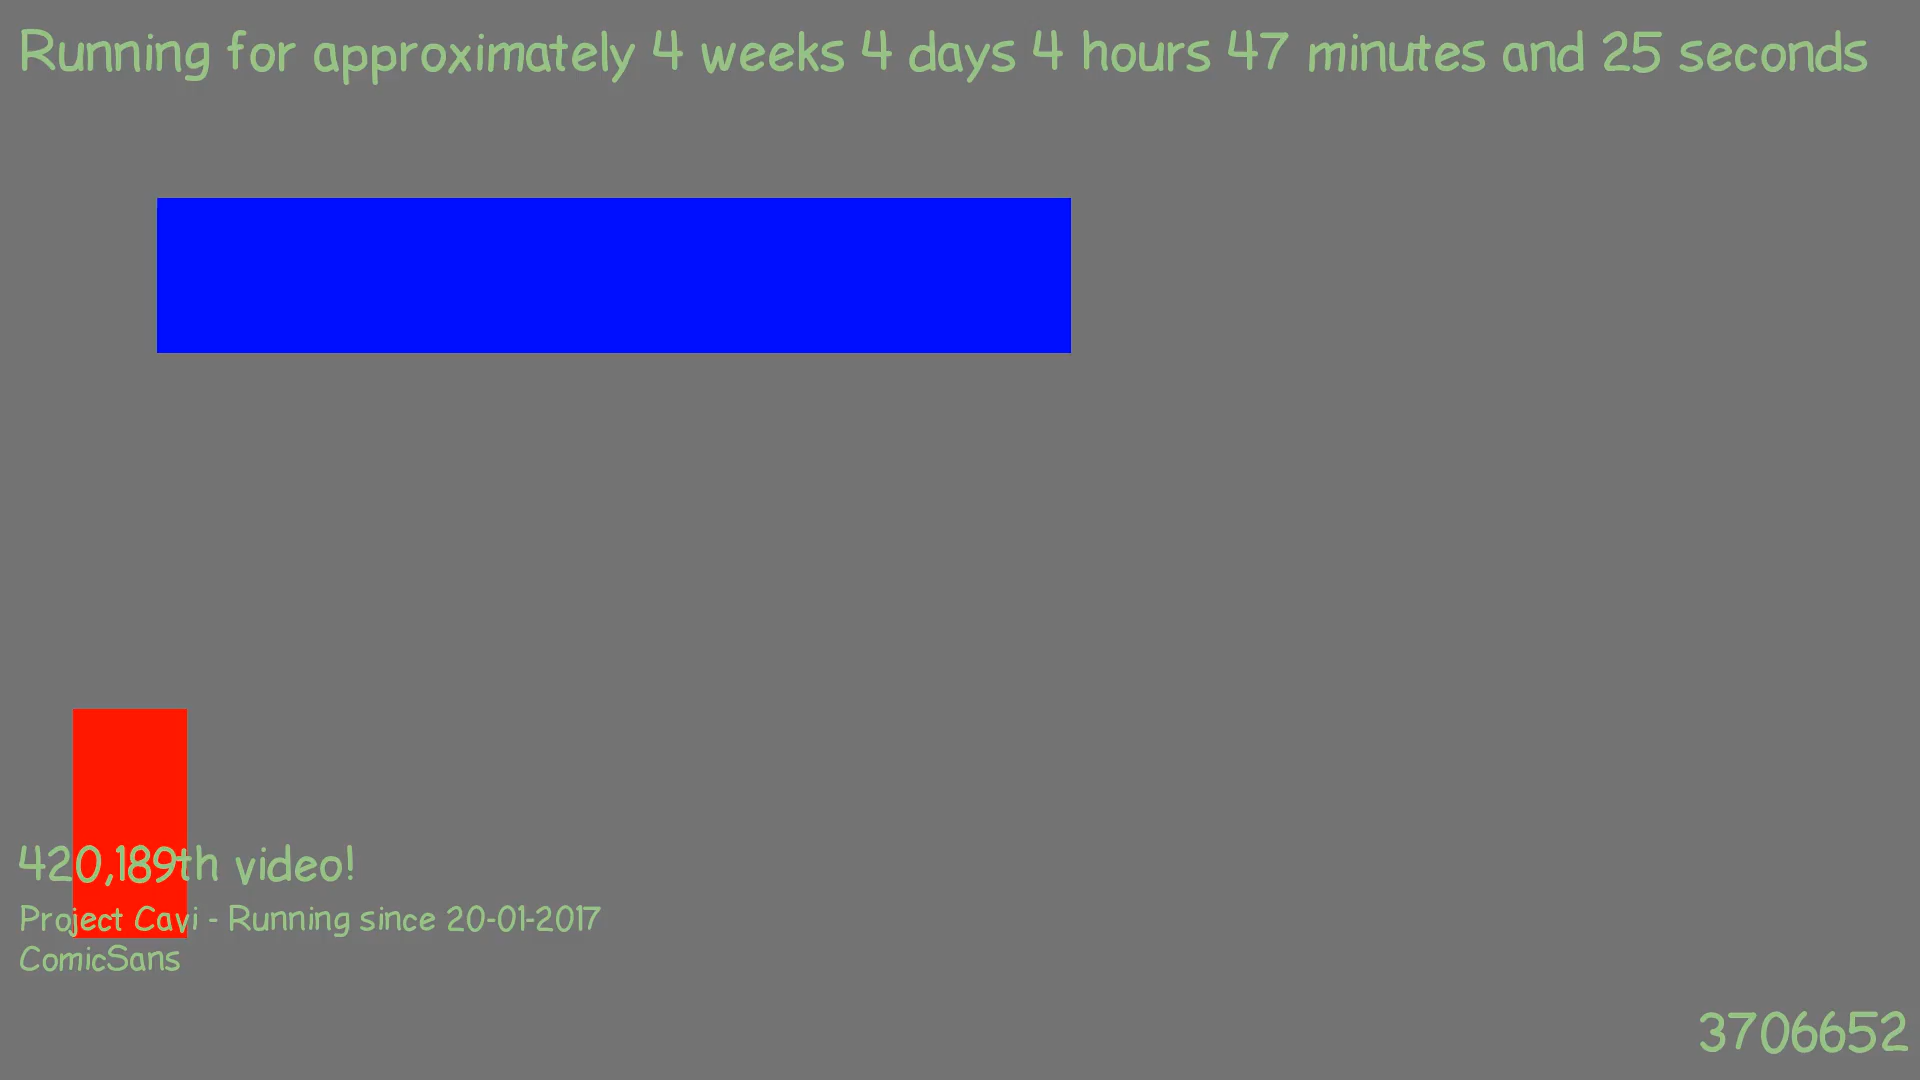 Running for approximately 4 weeks 4 days 4 hours 47 minutes and 25 seconds
420,189th video!
Project Cavi - Running since 20-01-2017
ComicSans
3706652